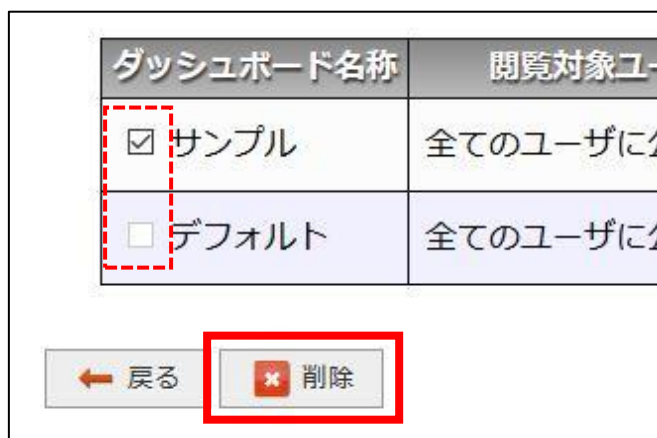 ダッシュボード名称 閲覧対象ユー
サンプル 全てのユーザに
デフォルト 全てのユーザに
戻る 削除